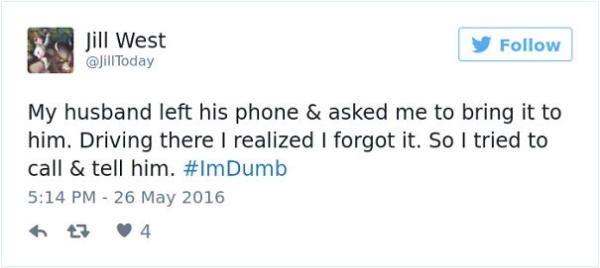 Jill West
@JillToday
Follow
My husband left his phone & asked me to bring it to
him. Driving there I realized I forgot it. So I tried to
call & tell him. #ImDumb
5:14 PM - 26 May 2016
4